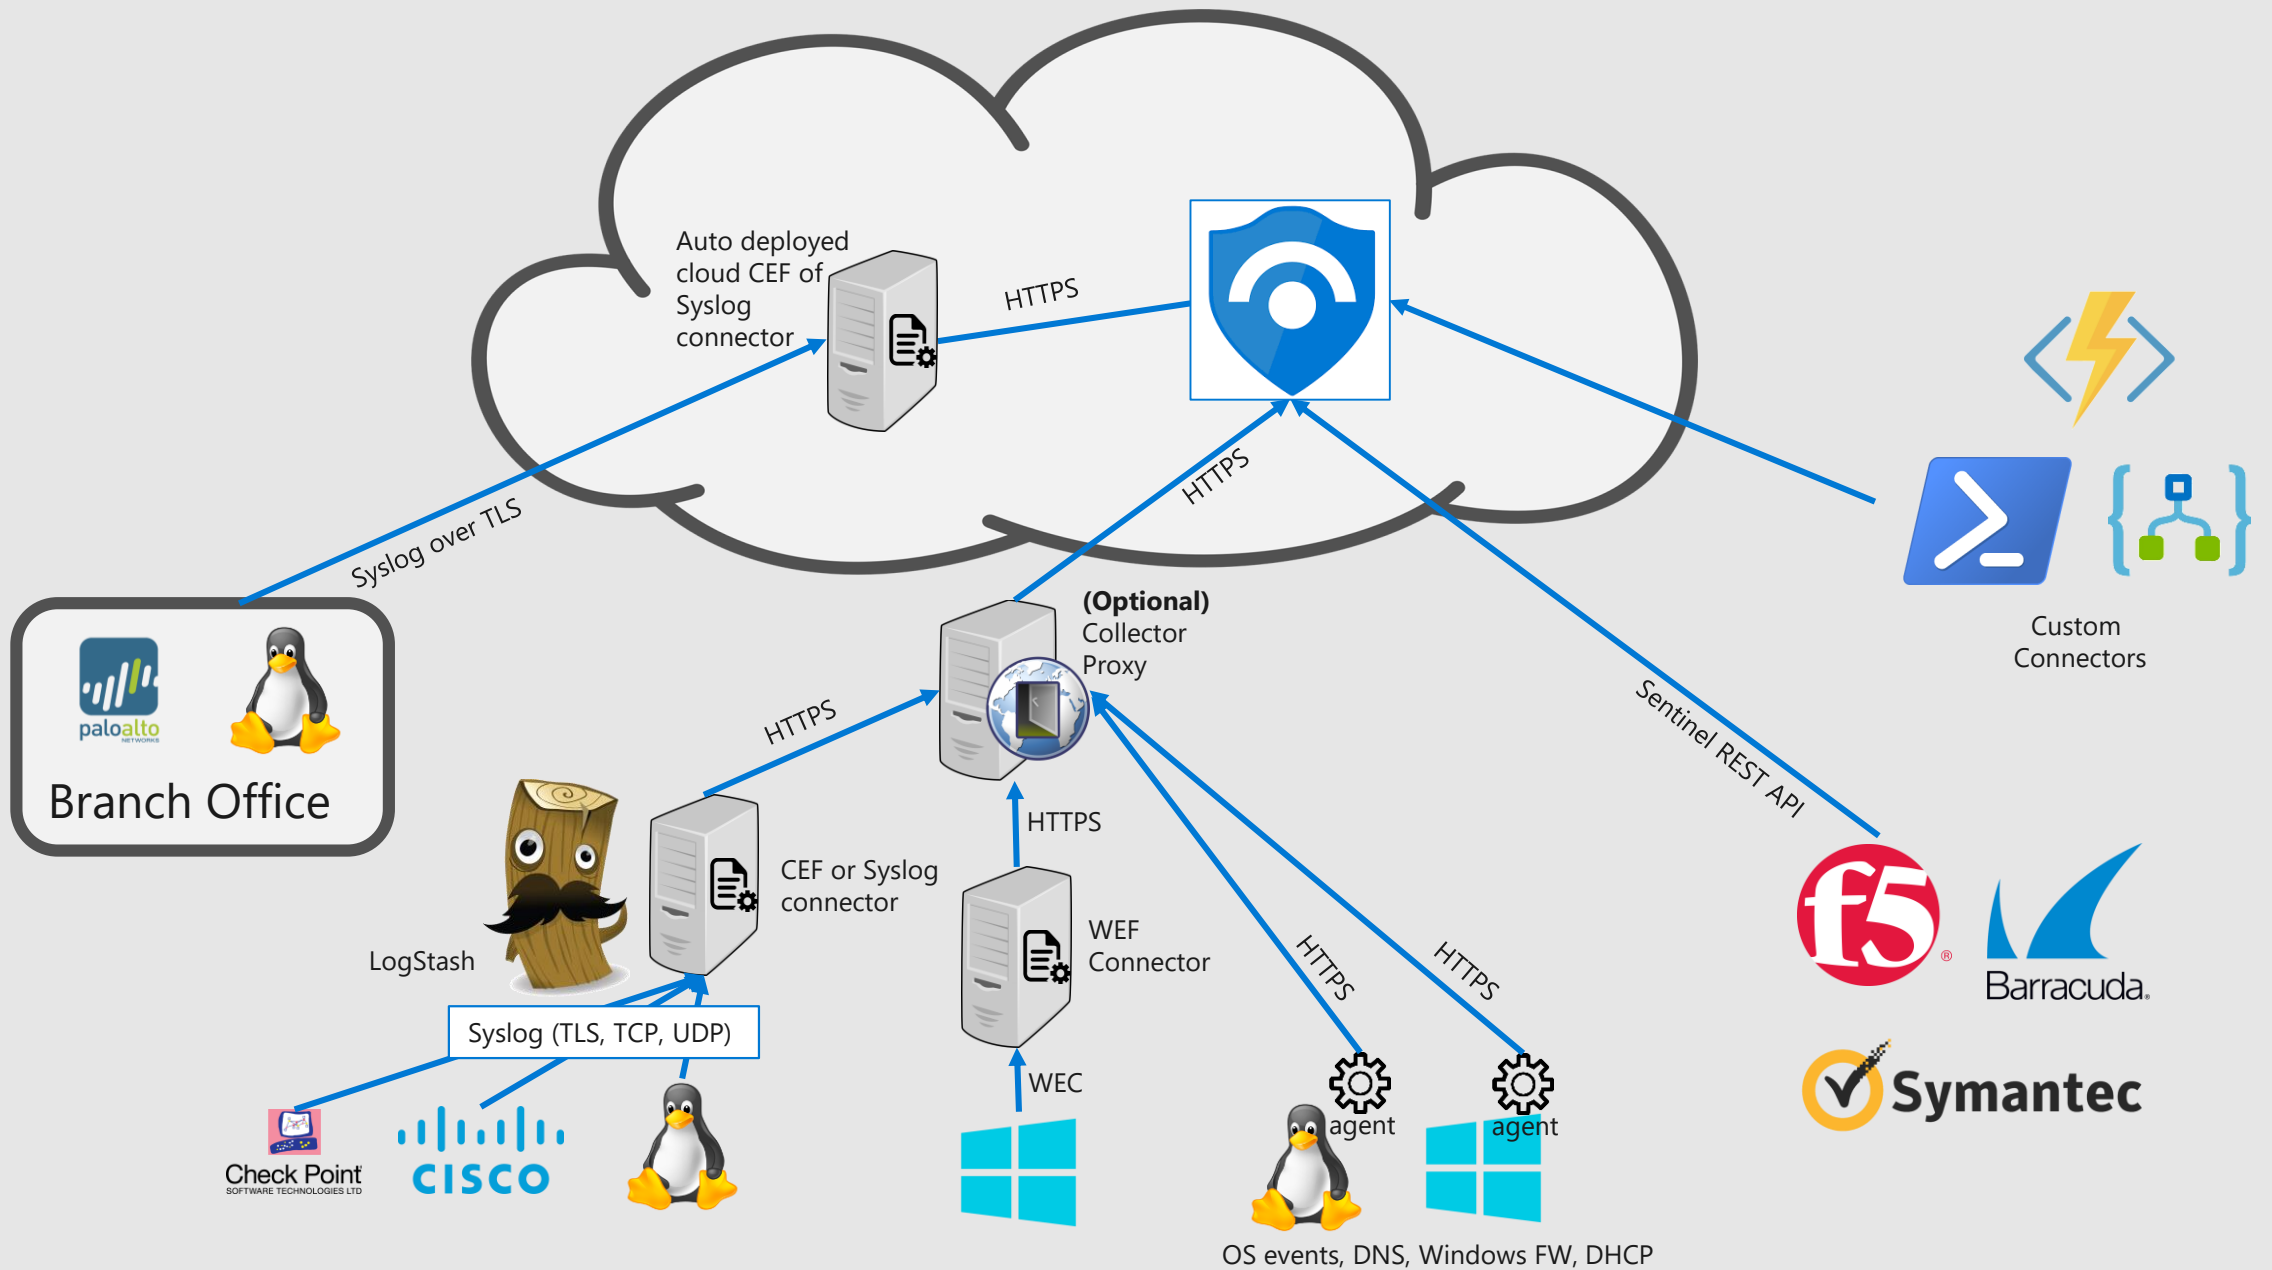 Auto deployed
cloud CEF of
Syslog
connector
HTTPS
HTTPS
Syslog over TLS
(Optional)
Collector
Proxy
Custom
Connectors
paloalto
NETWORKS
Branch Office
HTTPS
Sentinel REST API
HTTPS
CEF or Syslog
connector
LogStash
WEF
Connector
HTTPS
HTTPS
f5®
Barracuda®
Syslog (TLS, TCP, UDP)
WEC
Symantec
agent
agent
Check Point
SOFTWARE TECHNOLOGIES LTD
CISCO
OS events, DNS, Windows FW, DHCP